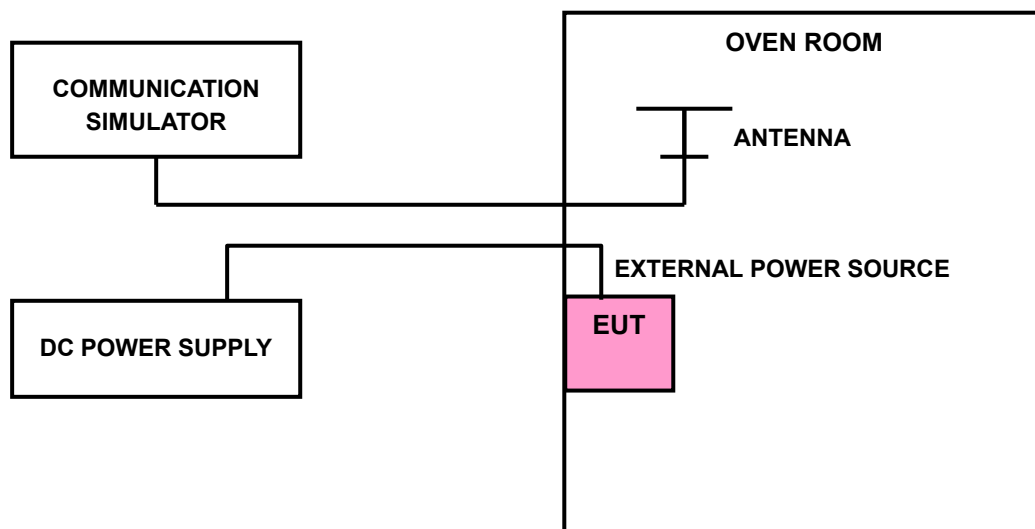 OVEN ROOM
COMMUNICATION
SIMULATOR
ANTENNA
EXTERNAL POWER SOURCE
EUT
DC POWER SUPPLY